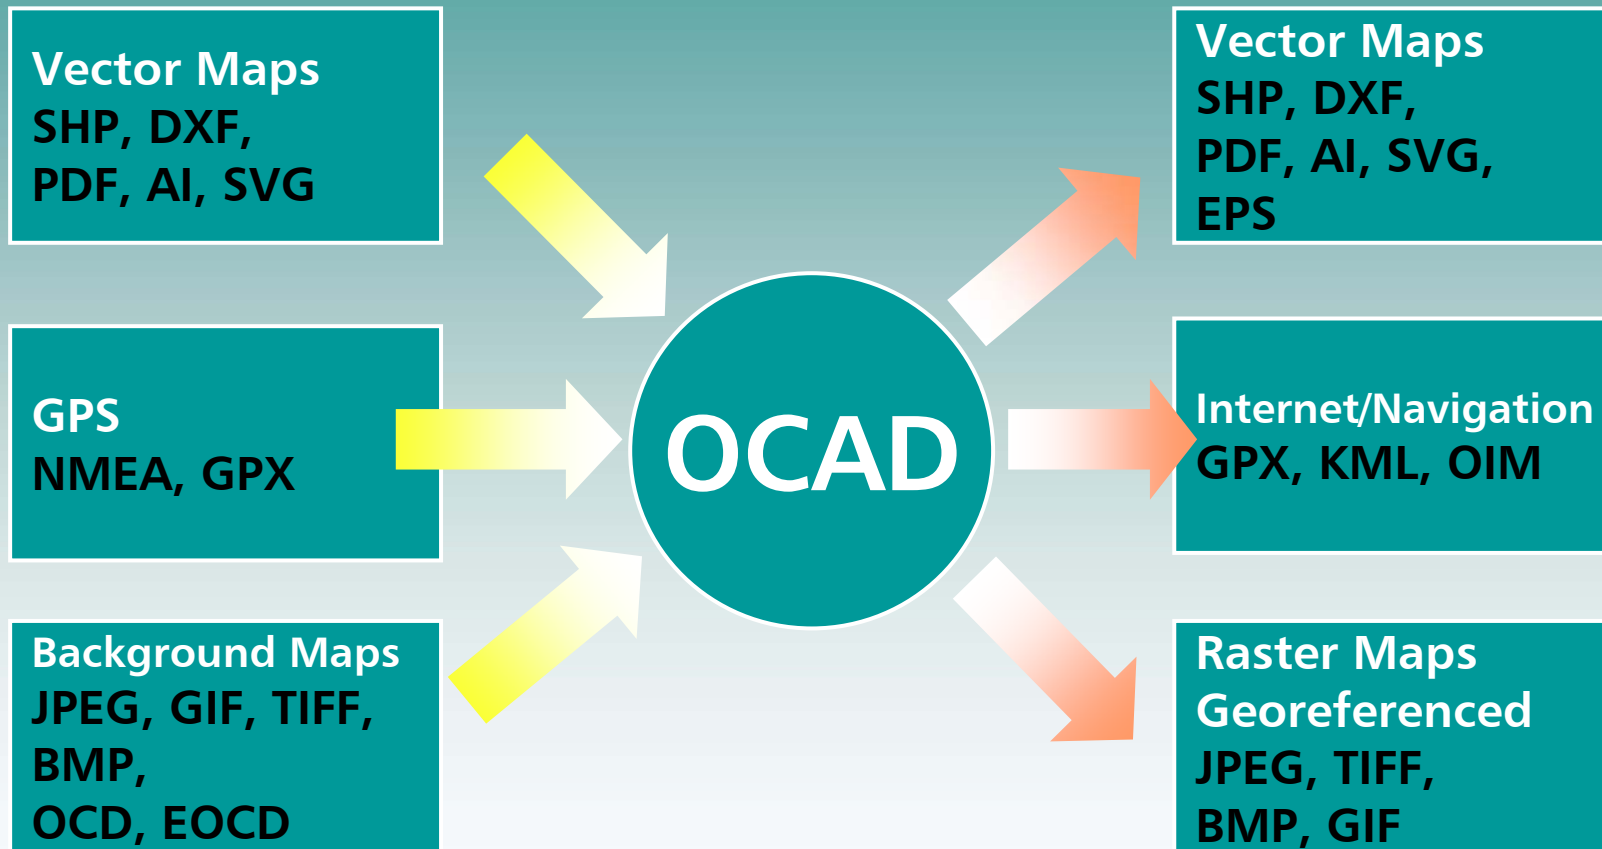 Vector Maps
SHP, DXF,
PDF, AI, SVG
GPS
NMEA, GPX
Background Maps
JPEG, GIF, TIFF,
BMP,
OCD, EOCD
OCAD
Vector Maps
SHP, DXF,
PDF, AI, SVG,
EPS
Internet/Navigation
GPX, KML, OIM
Raster Maps
Georeferenced
JPEG, TIFF,
BMP, GIF